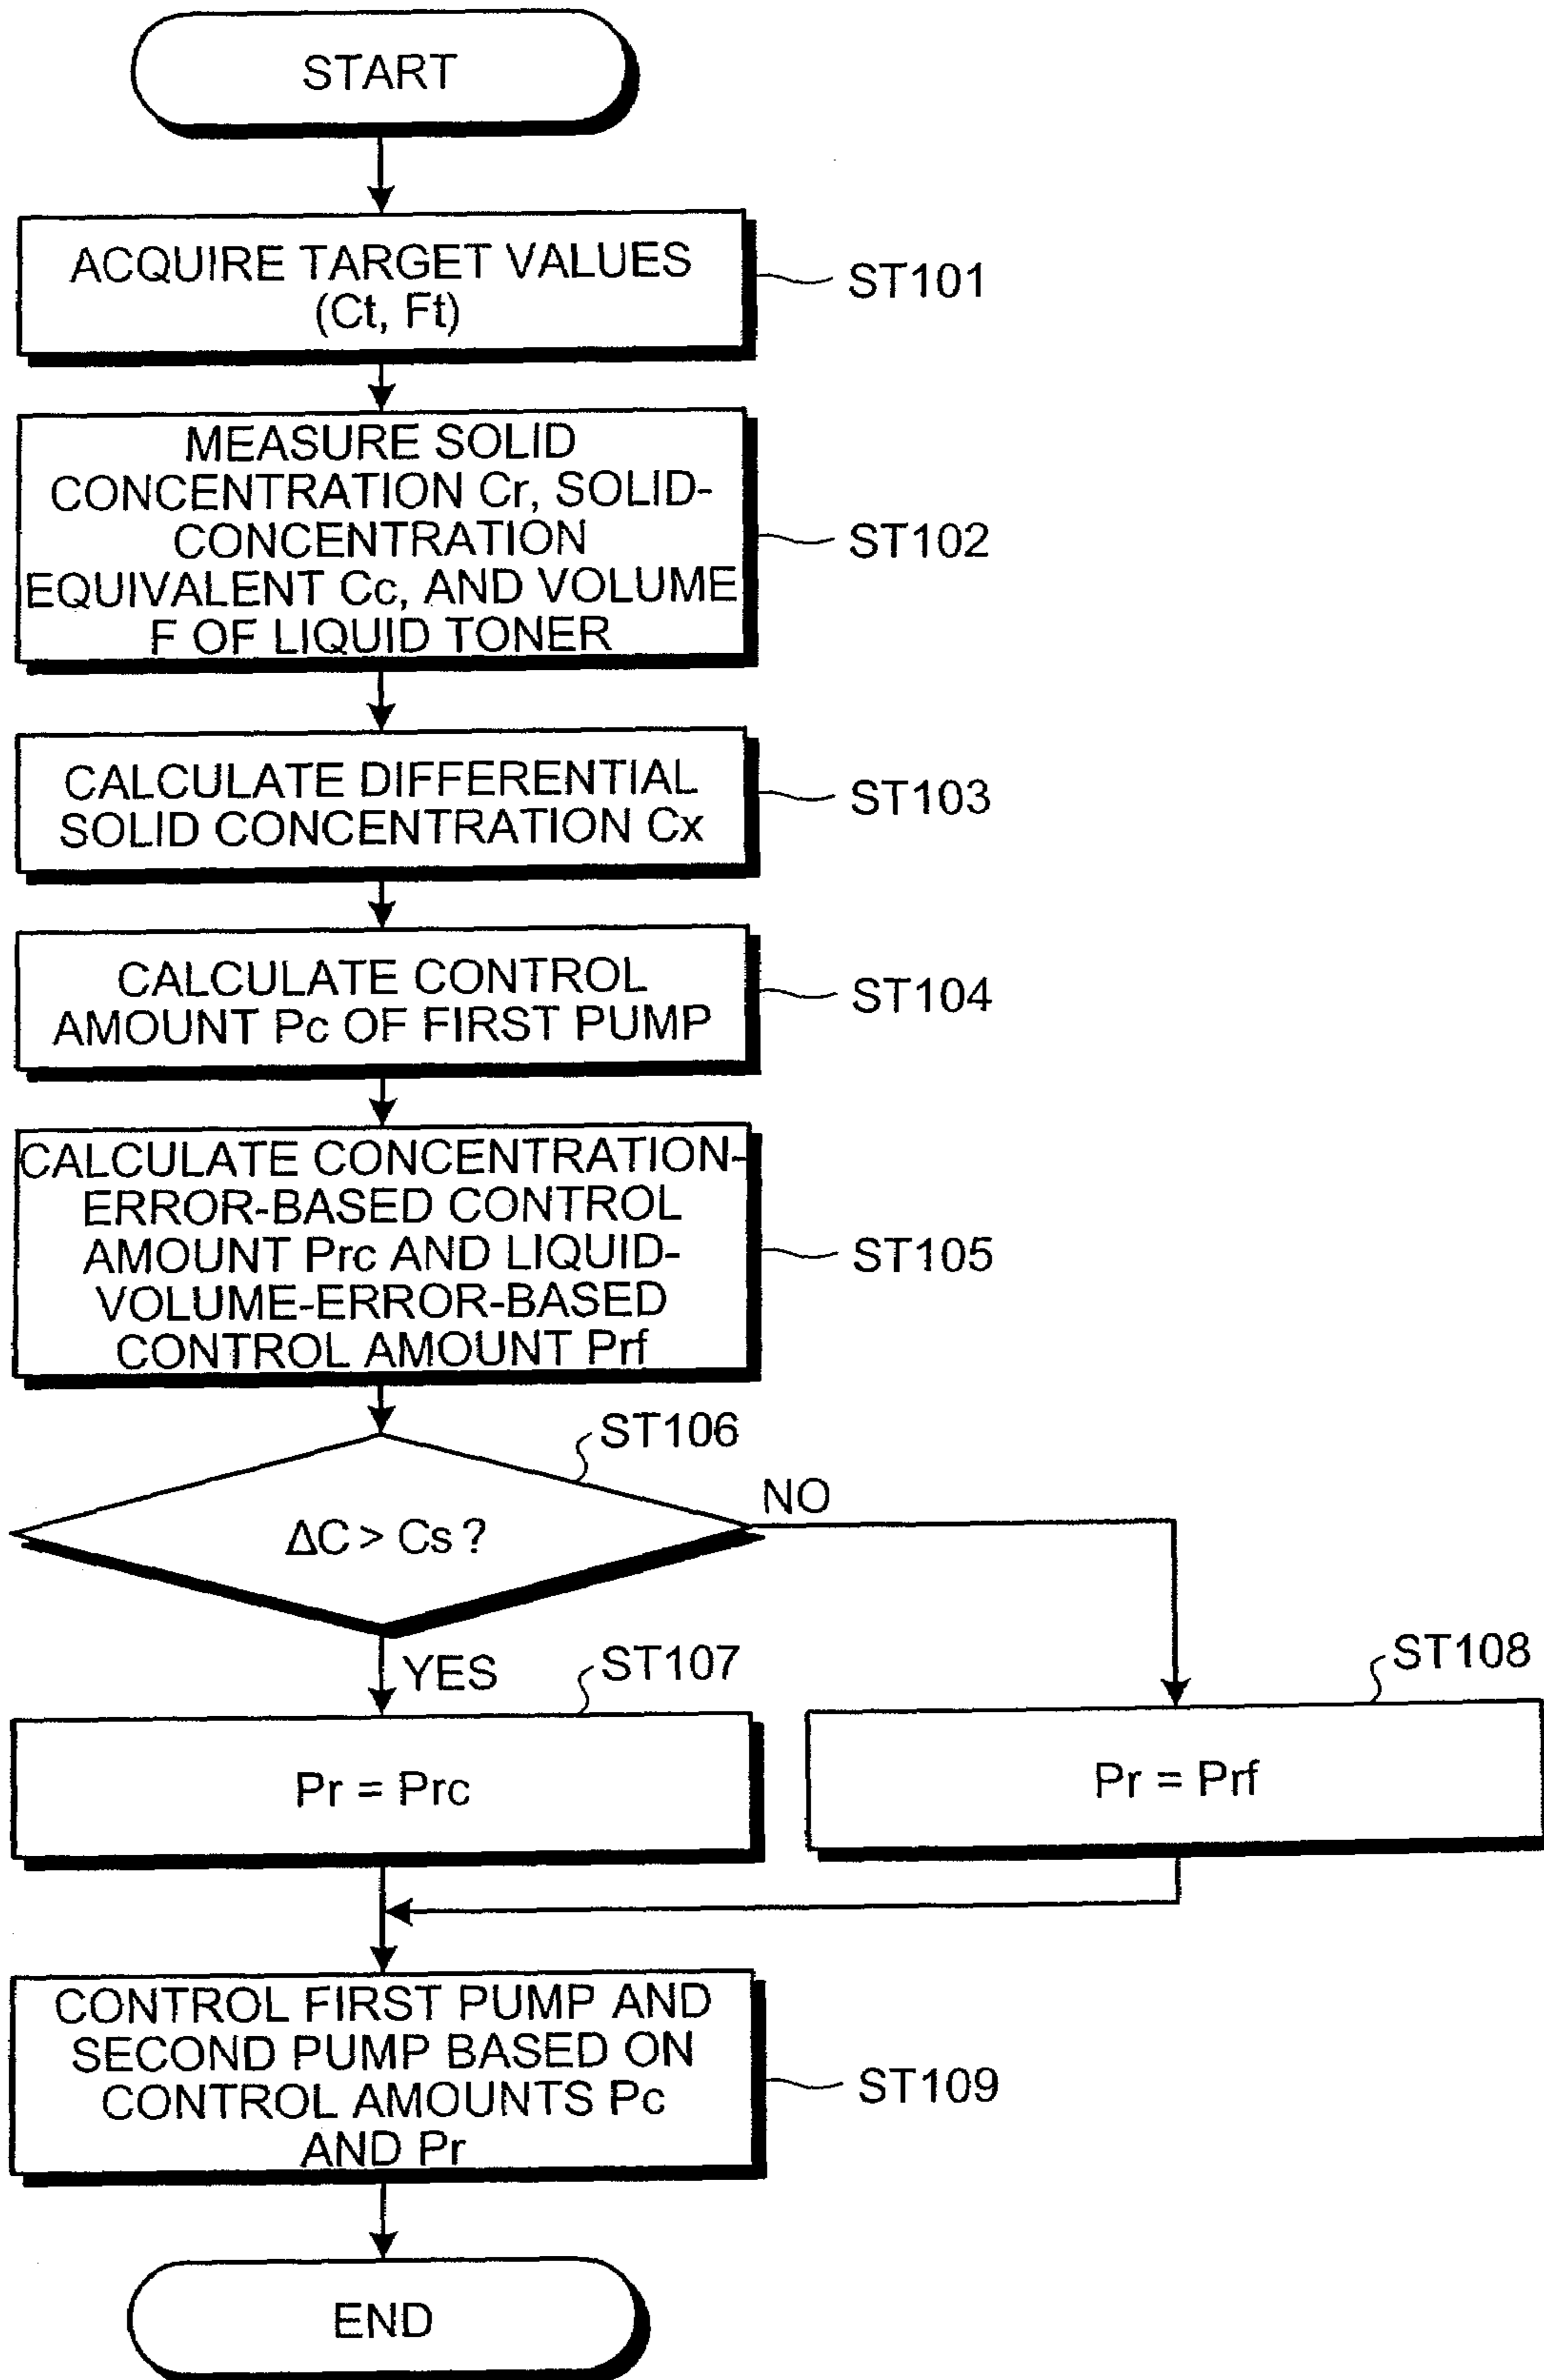 START
ACQUIRE TARGET VALUES
(Ct, Ft)
ST101
MEASURE SOLID
CONCENTRATION Cr, SOLID-
CONCENTRATION
EQUIVALENT Cc, AND VOLUME
F OF LIQUID TONER
ST102
CALCULATE DIFFERENTIAL
SOLID CONCENTRATION Cx
ST103
CALCULATE CONTROL
AMOUNT Pc OF FIRST PUMP
ST104
CALCULATE CONCENTRATION-
ERROR-BASED CONTROL
AMOUNT Prc AND LIQUID-
VOLUME-ERROR-BASED
CONTROL AMOUNT Prf
ST105
ST106
ΔC > Cs ?
NO
YES
ST107
Pr = Prc
ST108
Pr = Prf
CONTROL FIRST PUMP AND
SECOND PUMP BASED ON
CONTROL AMOUNTS Pc
AND Pr
ST109
END